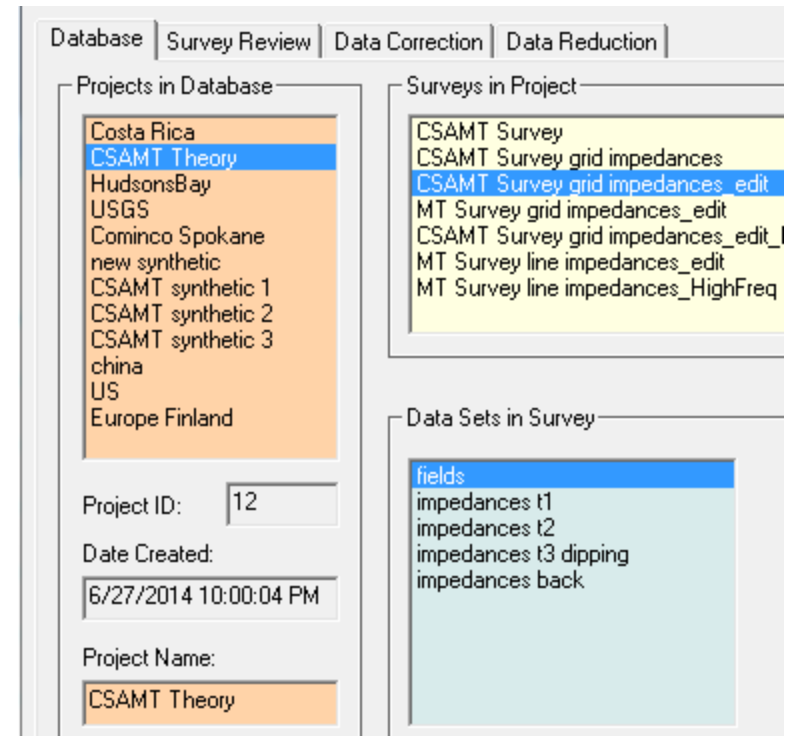 Database
Survey Review
Data Correction
Data Reduction
Projects in Database
Costa Rica
CSAMT Theory
HudsonsBay
USGS
Cominco Spokane
new synthetic
CSAMT synthetic 1
CSAMT synthetic 2
CSAMT synthetic 3
china
US
Europe Finland
Project ID: 12
Date Created:
6/27/2014 10:00:04 PM
Project Name:
CSAMT Theory
Surveys in Project
CSAMT Survey
CSAMT Survey grid impedances
CSAMT Survey grid impedances_edit
MT Survey grid impedances_edit
CSAMT Survey grid impedances_edit_
MT Survey line impedances_edit
MT Survey line impedances_HighFreq
Data Sets in Survey
fields
impedances t1
impedances t2
impedances t3 dipping
impedances back